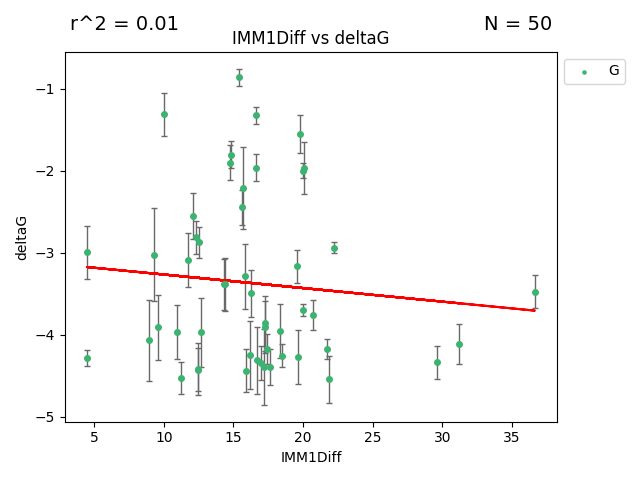 r^2 = 0.01
N = 50
IMM1Diff vs deltaG
G
deltaG
−1
−2
−3
−4
−5
5 10 15 20 25 30 35
IMM1Diff